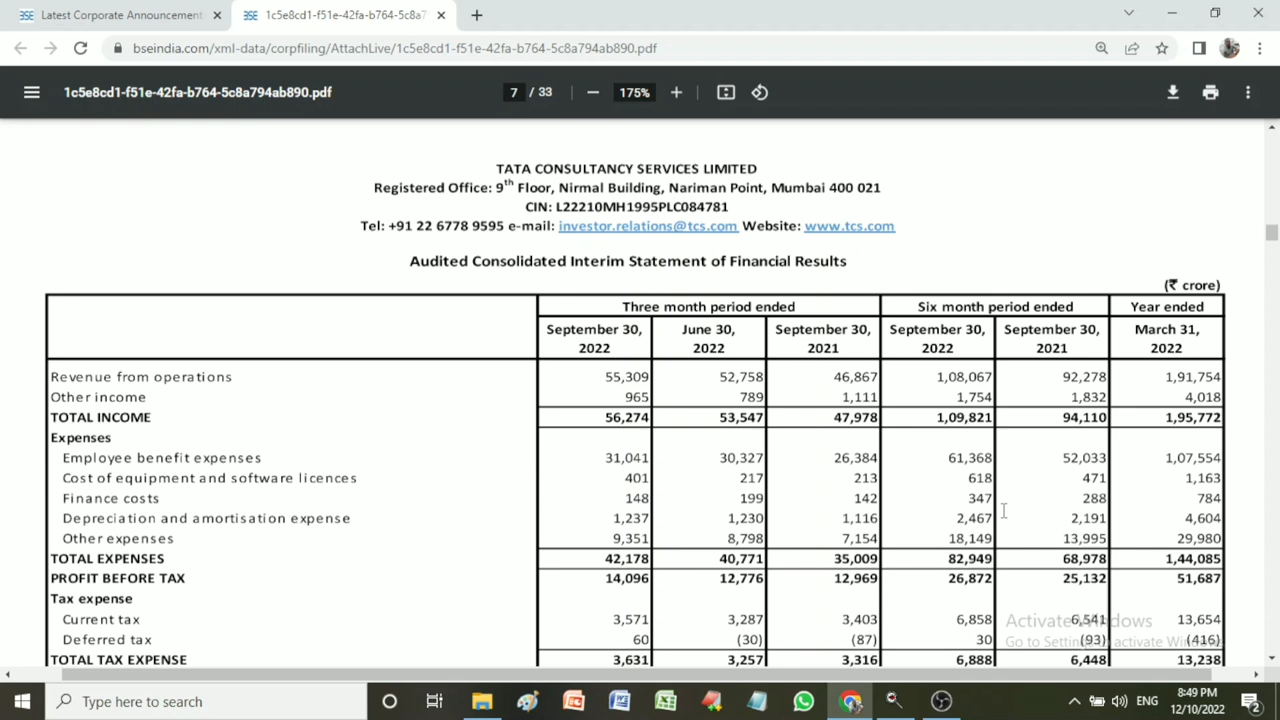 Latest Corporate Announcement
1c5e8cd1-f51e-42fa-b764-5c8a7
bseindia.com/xml-data/corpfiling/AttachLive/1c5e8cd1-f51e-42fa-b764-5c8a794ab890.pdf
1c5e8cd1-f51e-42fa-b764-5c8a794ab890.pdf 7 / 33 175%
TATA CONSULTANCY SERVICES LIMITED
Registered Office: 9th Floor, Nirmal Building, Nariman Point, Mumbai 400 021
CIN: L22210MH1995PLC084781
Tel: +91 22 6778 9595 e-mail: investor.relations@tcs.com Website: www.tcs.com
Audited Consolidated Interim Statement of Financial Results
(₹ crore)
Three month period ended Six month period ended Year ended
September 30, June 30, September 30, September 30, September 30, March 31,
2022 2022 2021 2022 2021 2022
Revenue from operations 55,309 52,758 46,867 1,08,067 92,278 1,91,754
Other income 965 789 1,111 1,754 1,832 4,018
TOTAL INCOME 56,274 53,547 47,978 1,09,821 94,110 1,95,772
Expenses
Employee benefit expenses 31,041 30,327 26,384 61,368 52,033 1,07,554
Cost of equipment and software licences 401 217 213 618 471 1,163
Finance costs 148 199 142 347 288 784
Depreciation and amortisation expense 1,237 1,230 1,116 2,467 2,191 4,604
Other expenses 9,351 8,798 7,154 18,149 13,995 29,980
TOTAL EXPENSES 42,178 40,771 35,009 82,949 68,978 1,44,085
PROFIT BEFORE TAX 14,096 12,776 12,969 26,872 25,132 51,687
Tax expense
Current tax 3,571 3,287 3,403 6,858 6,541 13,654
Deferred tax 60 (30) (87) 30 (93) (416)
TOTAL TAX EXPENSE 3,631 3,257 3,316 6,888 6,448 13,238
Activate Windows
Go to Settings to activate Windows.
Type here to search
ENG
8:49 PM
12/10/2022
2